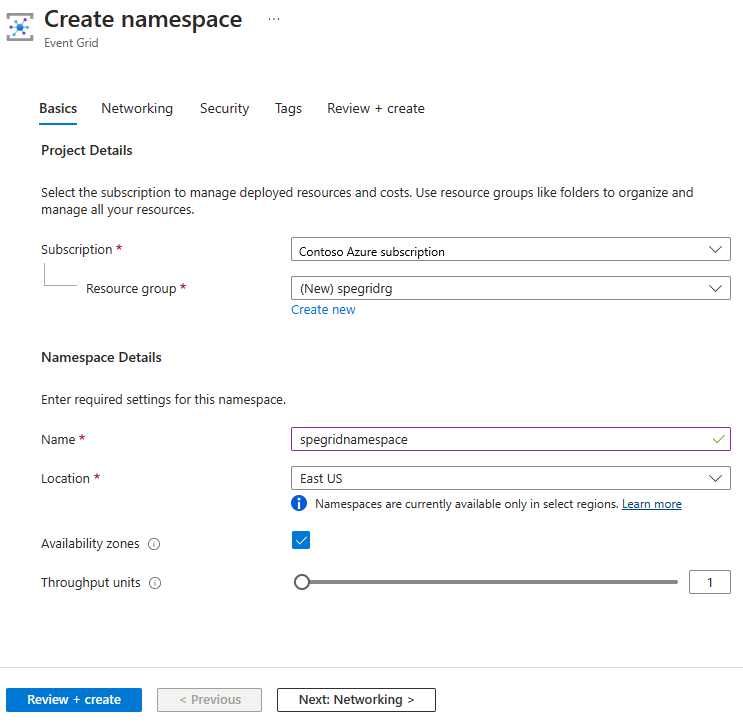 Create namespace ...
Event Grid
Basics Networking Security Tags Review + create
Project Details
Select the subscription to manage deployed resources and costs. Use resource groups like folders to organize and
manage all your resources.
Subscription * Contoso Azure subscription
Resource group * (New) spegridrg
Create new
Namespace Details
Enter required settings for this namespace.
Name * spegridnamespace
Location * East US
Namespaces are currently available only in select regions. Learn more
Availability zones
Throughput units 1
Review + create < Previous Next: Networking >